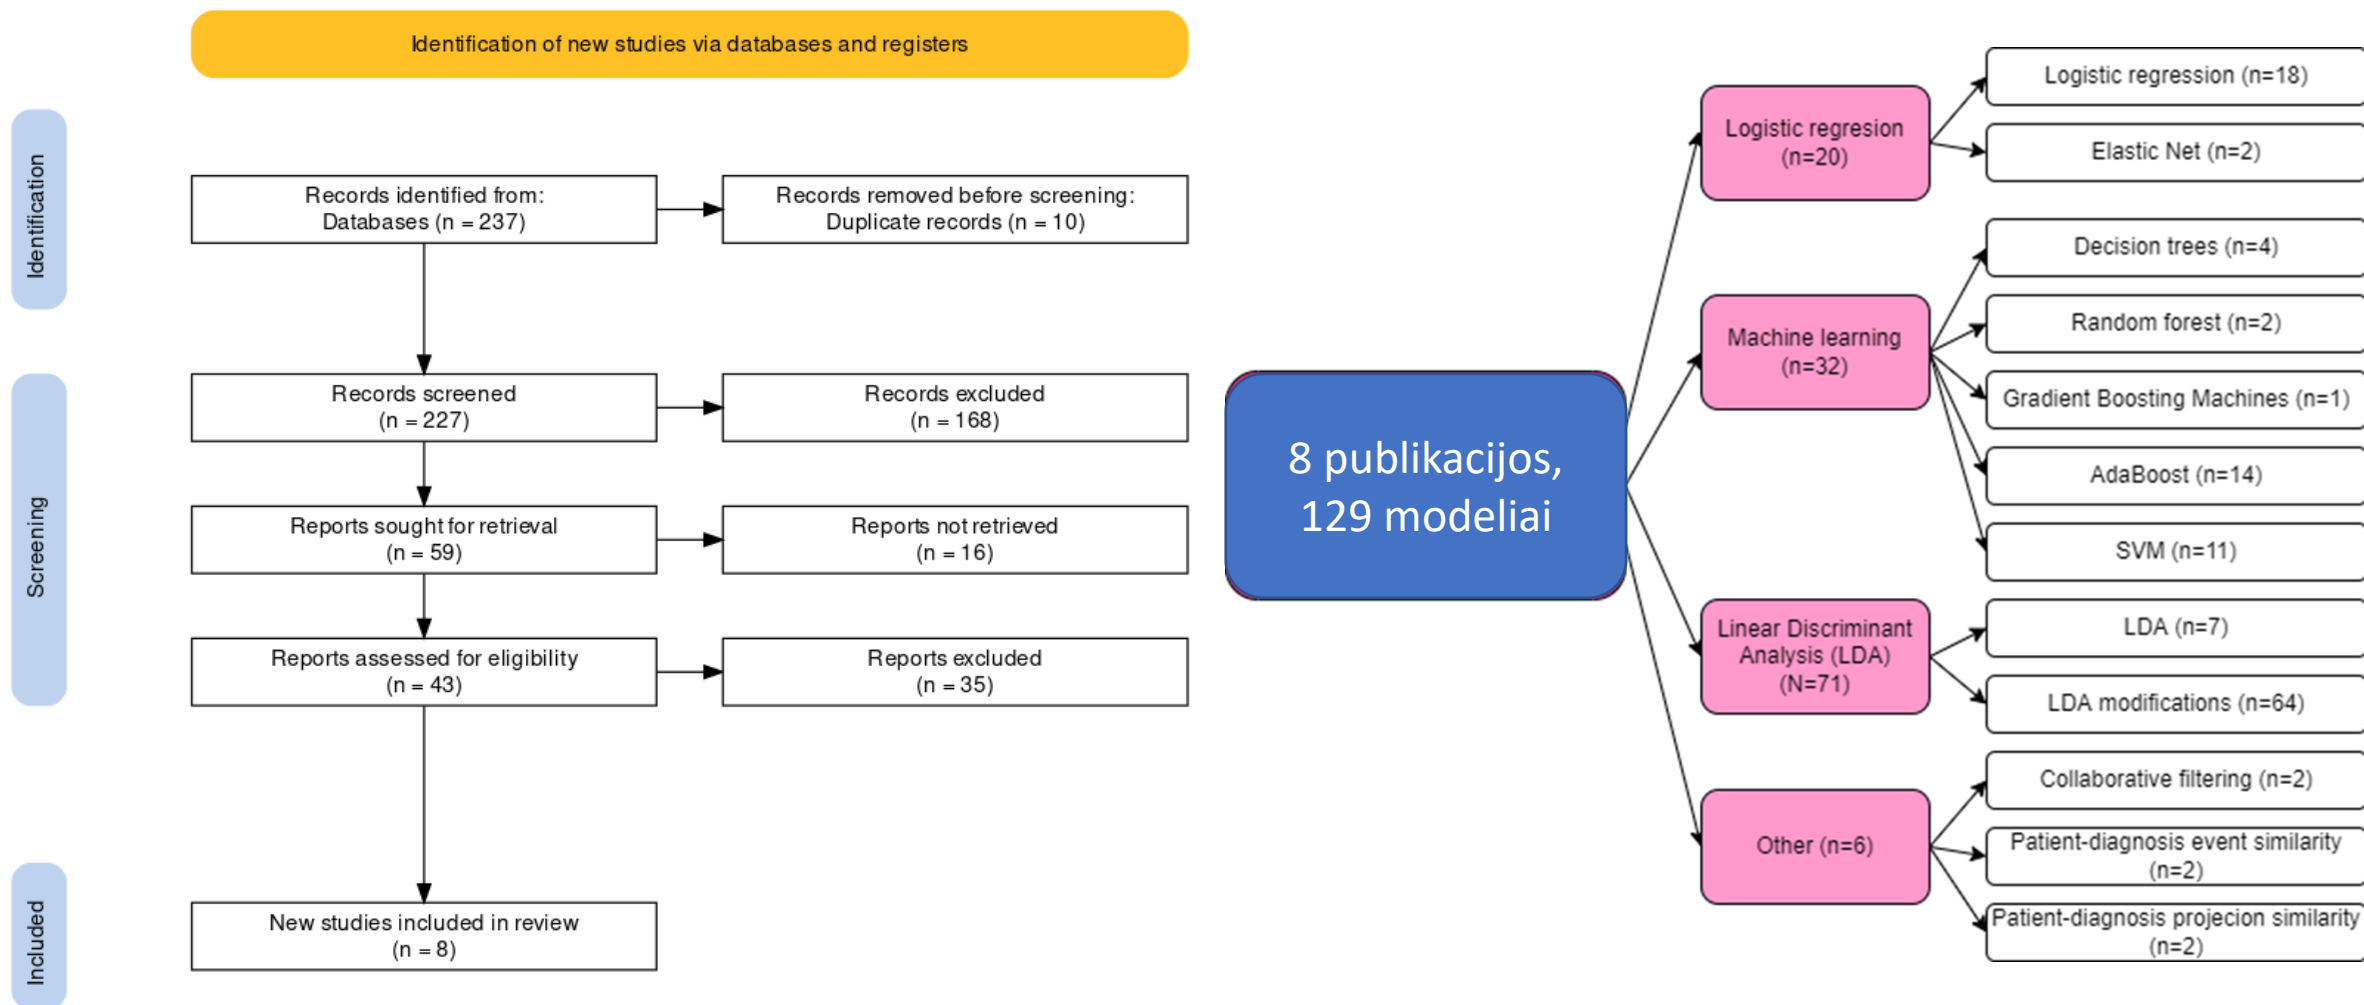 Identification of new studies via databases and registers
Identification
Records identified from:
Databases (n = 237)
Records removed before screening:
Duplicate records (n = 10)
Screening
Records screened
(n = 227)
Records excluded
(n = 168)
Reports sought for retrieval
(n = 59)
Reports not retrieved
(n = 16)
Reports assessed for eligibility
(n = 43)
Reports excluded
(n = 35)
Included
New studies included in review
(n = 8)
8 publikacijos,
129 modeliai
Logistic regresion
(n=20)
Logistic regression (n=18)
Elastic Net (n=2)
Machine learning
(n=32)
Decision trees (n=4)
Random forest (n=2)
Gradient Boosting Machines (n=1)
AdaBoost (n=14)
SVM (n=11)
Linear Discriminant
Analysis (LDA)
(N=71)
LDA (n=7)
LDA modifications (n=64)
Other (n=6)
Collaborative filtering (n=2)
Patient-diagnosis event similarity
(n=2)
Patient-diagnosis projecion similarity
(n=2)